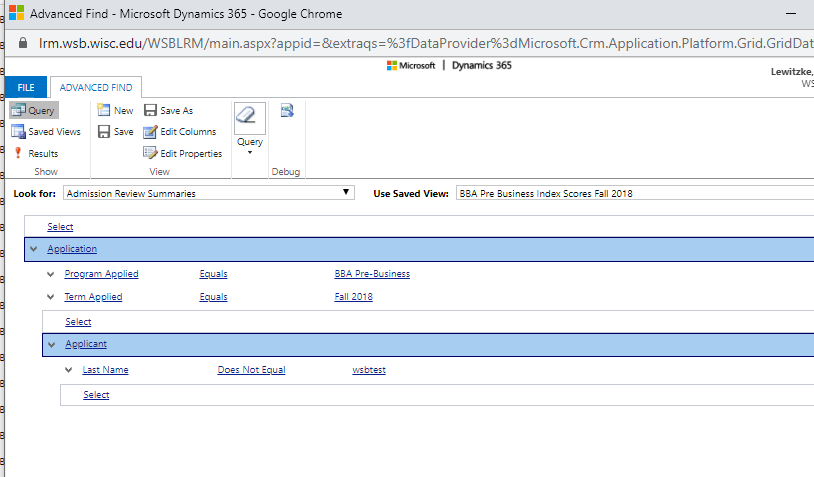 Advanced Find - Microsoft Dynamics 365 - Google Chrome
lrm.wsb.wisc.edu/WSBLRM/main.aspx?appid=&extraqs=%3fDataProvider%3dMicrosoft.Crm.Application.Platform.Grid.GridDat
Microsoft | Dynamics 365
Lewitzke,
WS
FILE ADVANCED FIND
Query New Save As
Saved Views Save Edit Columns Query
Results Edit Properties
Show View Debug
Look for: Admission Review Summaries Use Saved View: BBA Pre Business Index Scores Fall 2018
Select
Application
Program Applied Equals BBA Pre-Business
Term Applied Equals Fall 2018
Select
Applicant
Last Name Does Not Equal wsbtest
Select